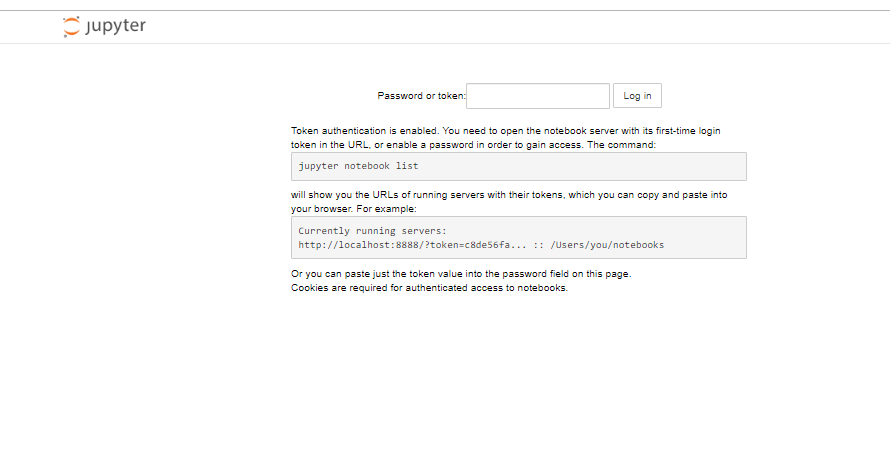 jupyter
Password or token:
Log in
Token authentication is enabled. You need to open the notebook server with its first-time login
token in the URL, or enable a password in order to gain access. The command:
jupyter notebook list
will show you the URLs of running servers with their tokens, which you can copy and paste into
your browser. For example:
Currently running servers:
http://localhost:8888/?token=c8de56fa... :: /Users/you/notebooks
Or you can paste just the token value into the password field on this page.
Cookies are required for authenticated access to notebooks.